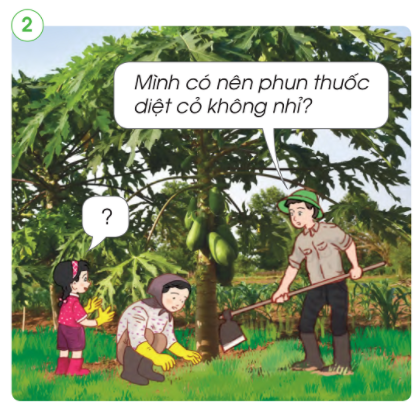 2
Mình có nên phun thuốc
diệt cỏ không nhỉ?
?